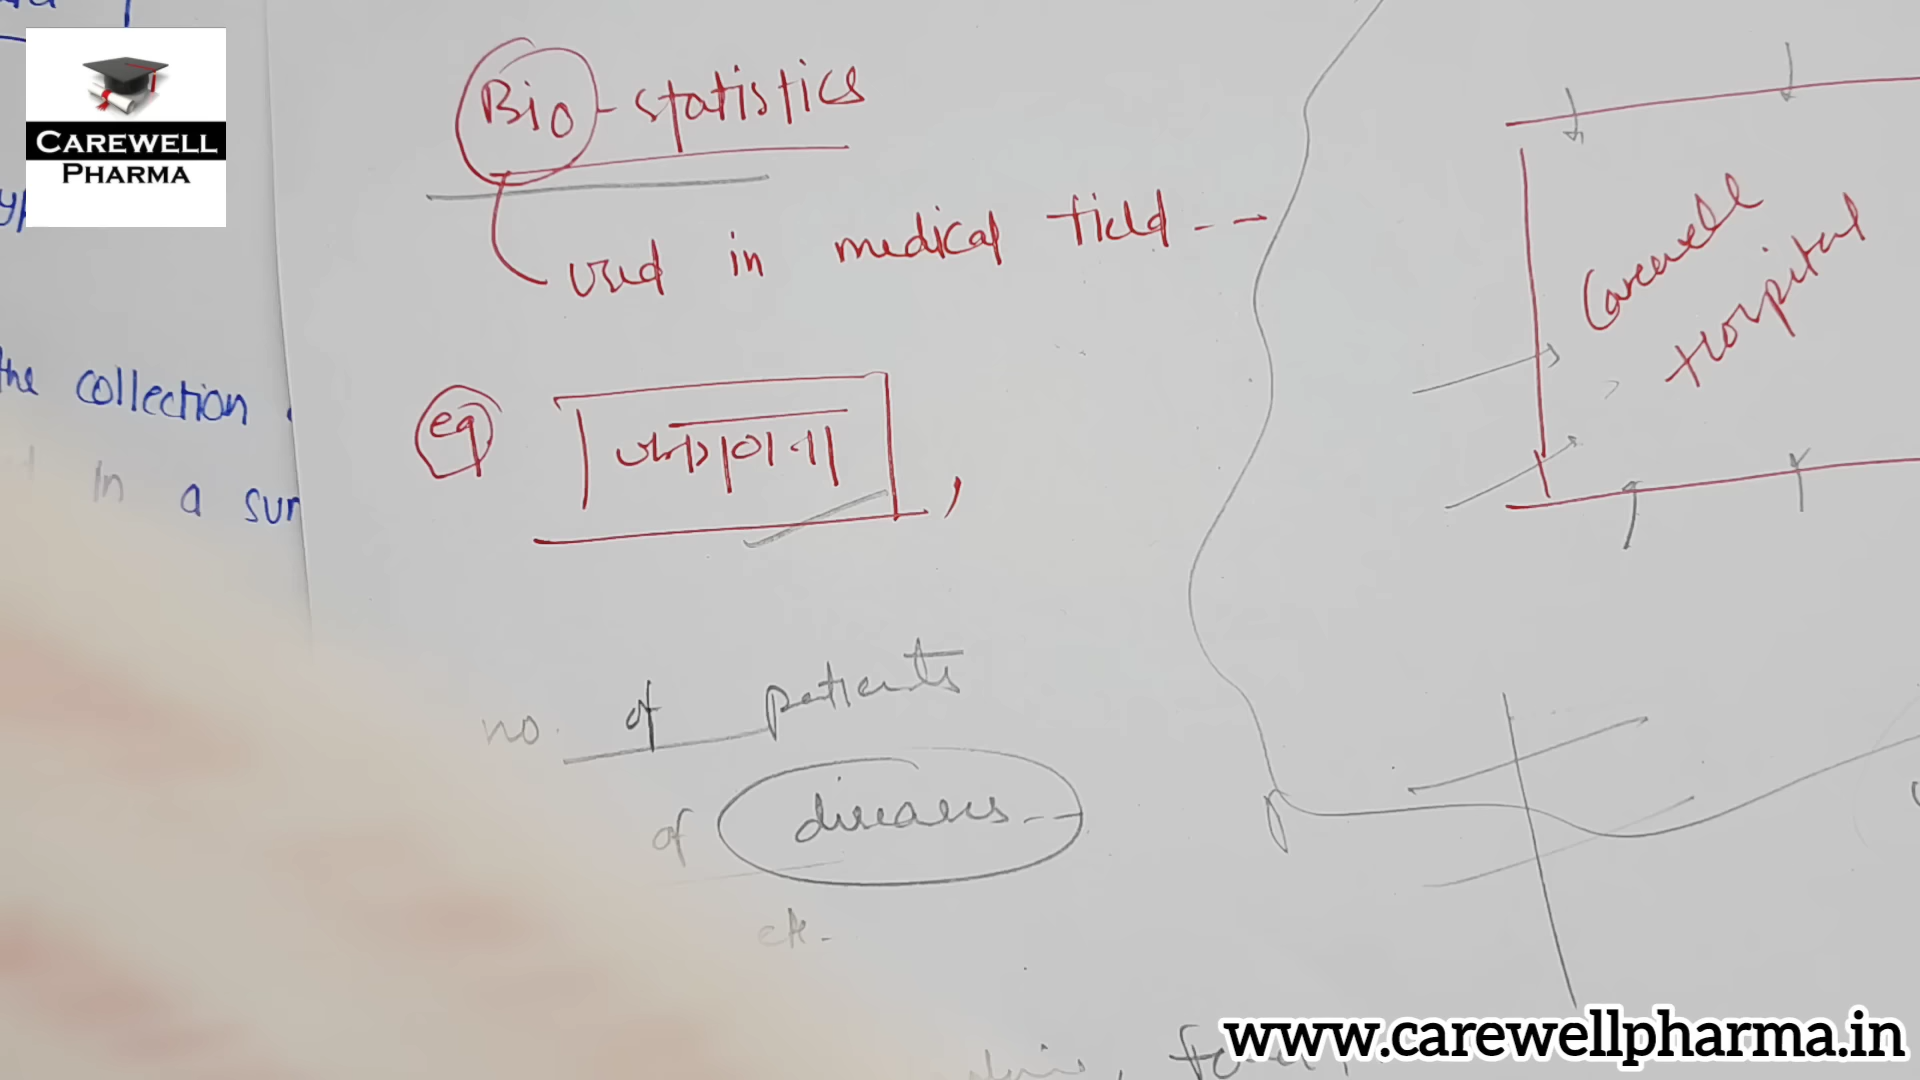 CAREWELL
PHARMA
Bio-statistics
used in medical field --
eg
,
no. of patients
of diseases--
etc.
Carewell
Hospital
the collection
in a sur
www.carewellpharma.in